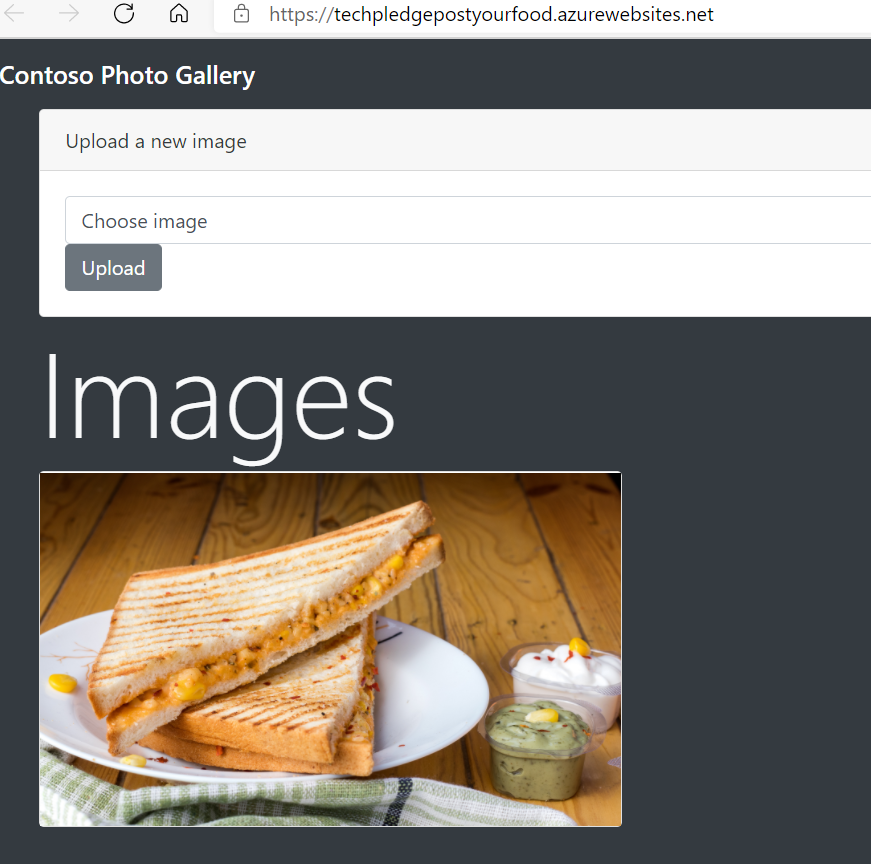 https://techpledgepostyourfood.azurewebsites.net
Contoso Photo Gallery
Upload a new image
Choose image
Upload
Images